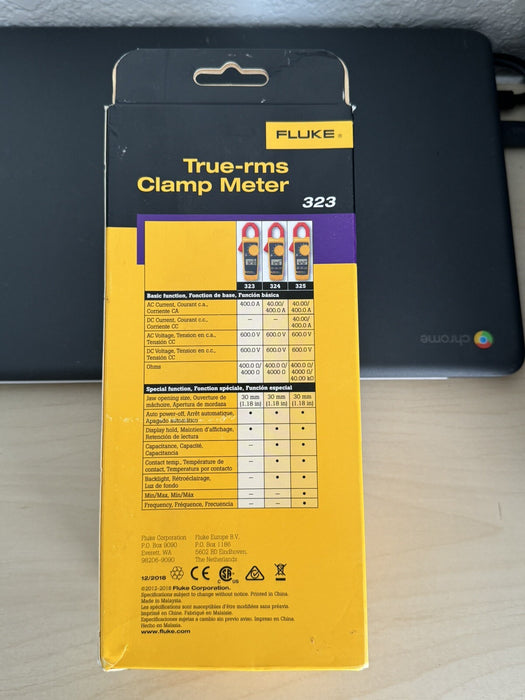 FLUKE®
True-rms
Clamp Meter
323
323 324 325
Basic function, Fonction de base, Función básica
AC Current, Courant c.a., Corriente CA 400.0 A 40.00/ 400.0 A 40.00/ 400.0 A
DC Current, Courant c.c., Corriente CC – – 40.00/ 400.0 A
AC Voltage, Tension en c.a., Tensión CC 600.0 V 600.0 V 600.0 V
DC Voltage, Tension en c.c., Tensión CC 600.0 V 600.0 V 600.0 V
Ohms 400.0 Ω/ 4000 Ω 400.0 Ω/ 4000 Ω 400.0 Ω/ 4000 Ω/ 40.00 kΩ
Special function, Fonction spéciale, Función especial
Jaw opening size, Ouverture de mâchoire, Apertura de mordaza 30 mm (1.18 in) 30 mm (1.18 in) 30 mm (1.18 in)
Auto power-off, Arrêt automatique, Apagado automático • • •
Display hold, Maintien d'affichage, Retención de lectura • • •
Capacitance, Capacité, Capacitancia – • •
Contact temp., Température de contact, Temperatura por contacto – • •
Backlight, Rétroéclairage, Luz de fondo – • •
Min/Max, Min/Max, Mín/Máx – – •
Frequency, Fréquence, Frecuencia – – •
Fluke Corporation
P.O. Box 9090
Everett, WA
98206-9090
Fluke Europe B.V.
P.O. Box 1186
5602 BD Eindhoven,
The Netherlands
12/2018 CE CSA C US
©2012-2018 Fluke Corporation.
Specifications subject to change without notice. Printed in China.
Made in Malaysia.
Les spécifications sont susceptibles d'être modifiées sans préavis.
Imprimé en Chine. Fabriqué en Malaisie.
Especificaciones sujetas a cambio sin previo aviso. Impreso en China.
Hecho en Malasia.
www.fluke.com
chrome